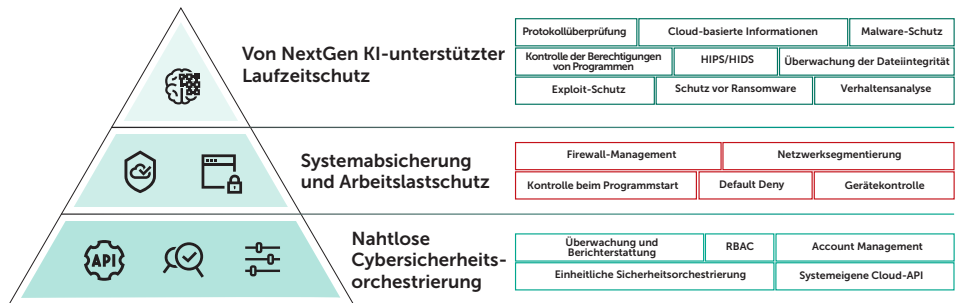 Von NextGen KI-unterstützter
Laufzeitschutz
Protokollüberprüfung
Cloud-basierte Informationen
Malware-Schutz
Kontrolle der Berechtigungen
von Programmen
HIPS/HIDS
Überwachung der Dateiintegrität
Exploit-Schutz
Schutz vor Ransomware
Verhaltensanalyse
Systemabsicherung
und Arbeitslastschutz
Firewall-Management
Netzwerksegmentierung
Kontrolle beim Programmstart
Default Deny
Gerätekontrolle
API
Nahtlose
Cybersicherheits-
orchestrierung
Überwachung und
Berichterstattung
RBAC
Account Management
Einheitliche Sicherheitsorchestrierung
Systemeigene Cloud-API